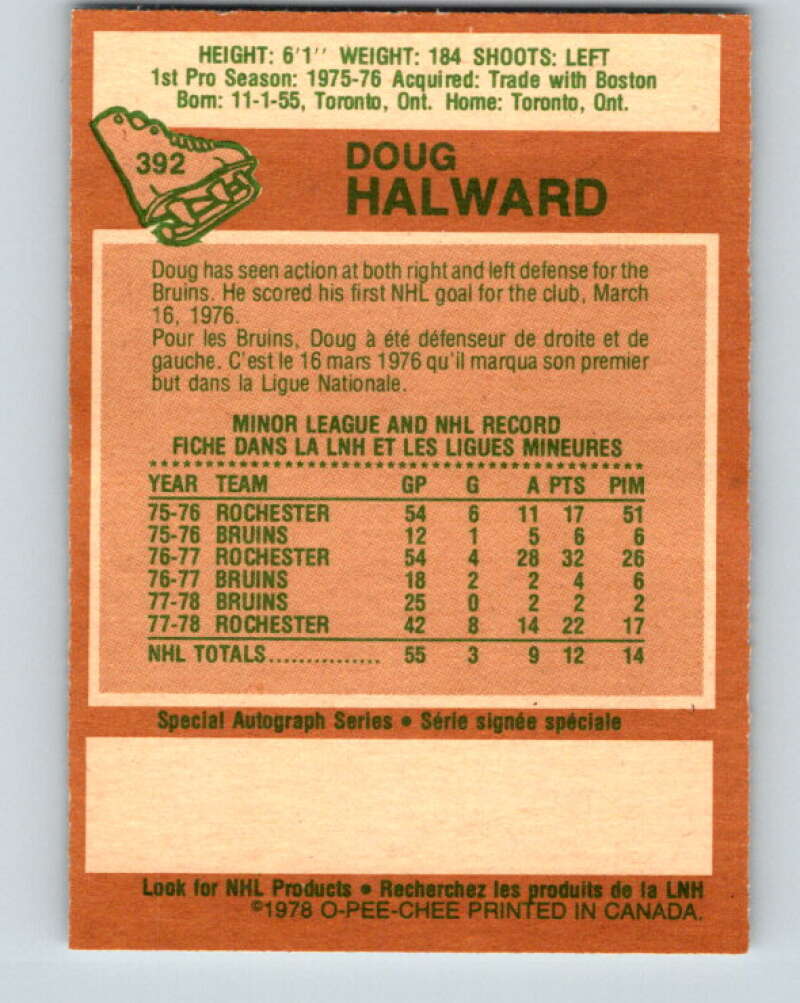 HEIGHT: 6'1'' WEIGHT: 184 SHOOTS: LEFT
1st Pro Season: 1975-76 Acquired: Trade with Boston
Born: 11-1-55, Toronto, Ont. Home: Toronto, Ont.
392
DOUG
HALWARD
Doug has seen action at both right and left defense for the
Bruins. He scored his first NHL goal for the club, March
16, 1976.
Pour les Bruins, Doug à été défenseur de droite et de
gauche. C'est le 16 mars 1976 qu'il marqua son premier
but dans la Ligue Nationale.
MINOR LEAGUE AND NHL RECORD
FICHE DANS LA LNH ET LES LIGUES MINEURES
YEAR TEAM GP G A PTS PIM
75-76 ROCHESTER 54 6 11 17 51
75-76 BRUINS 12 1 5 6 6
76-77 ROCHESTER 54 4 28 32 26
76-77 BRUINS 18 2 2 4 6
77-78 BRUINS 25 0 2 2 2
77-78 ROCHESTER 42 8 14 22 17
NHL TOTALS............... 55 3 9 12 14
Special Autograph Series • Série signée spéciale
Look for NHL Products • Recherchez les produits de la LNH
©1978 O-PEE-CHEE PRINTED IN CANADA.